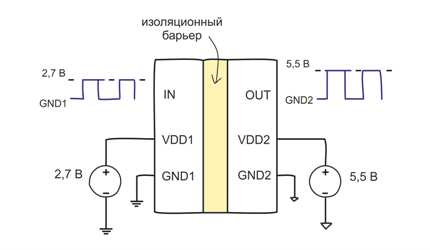 изоляционный
барьер
2,7 В
GND1
5,5 В
GND2
IN
OUT
VDD1
VDD2
GND1
GND2
2,7 В
5,5 В